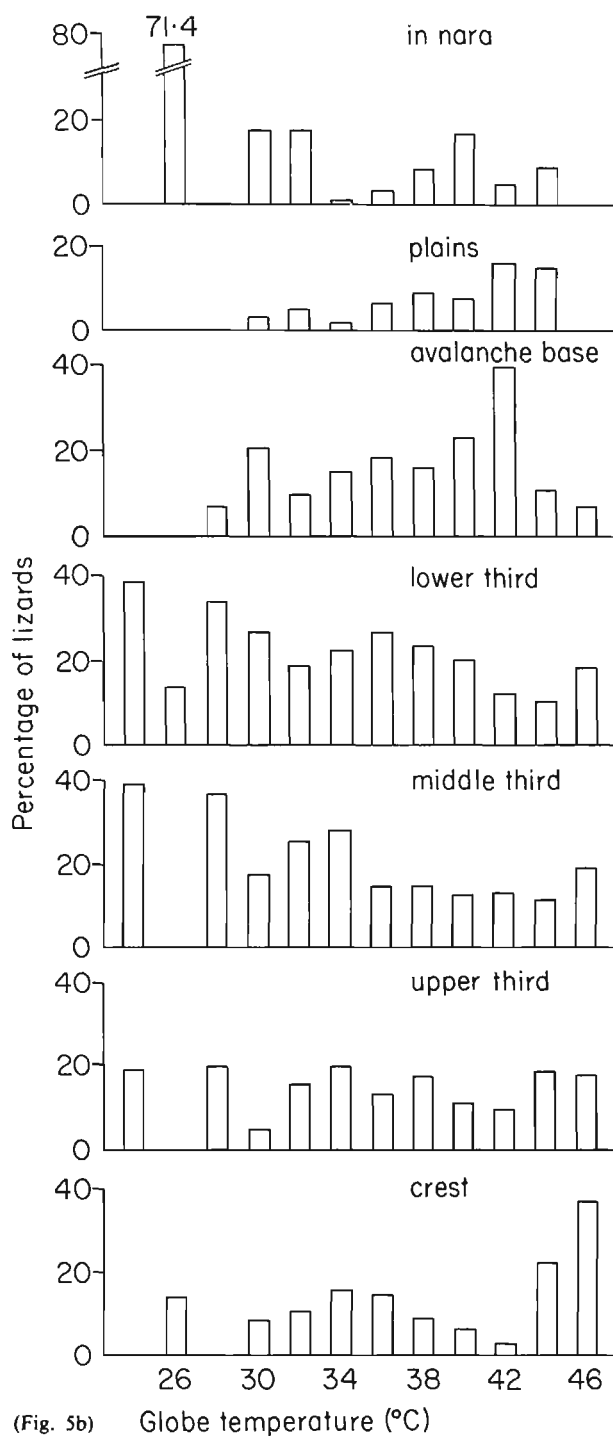 71·4
80
in nara
20
0
20
plains
0
avalanche base
40
20
0
40
lower third
20
0
40
middle third
20
0
40
upper third
20
0
40
crest
20
0
26 30 34 38 42 46
Percentage of lizards
(Fig. 5b) Globe temperature (°C)